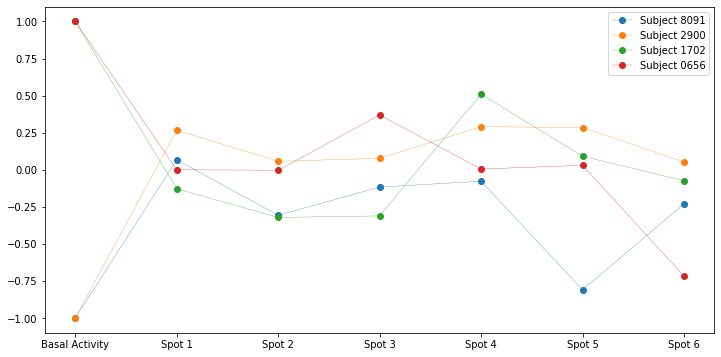 1.00
0.75
0.50
0.25
0.00
−0.25
−0.50
−0.75
−1.00
Subject 8091
Subject 2900
Subject 1702
Subject 0656
Basal Activity Spot 1 Spot 2 Spot 3 Spot 4 Spot 5 Spot 6